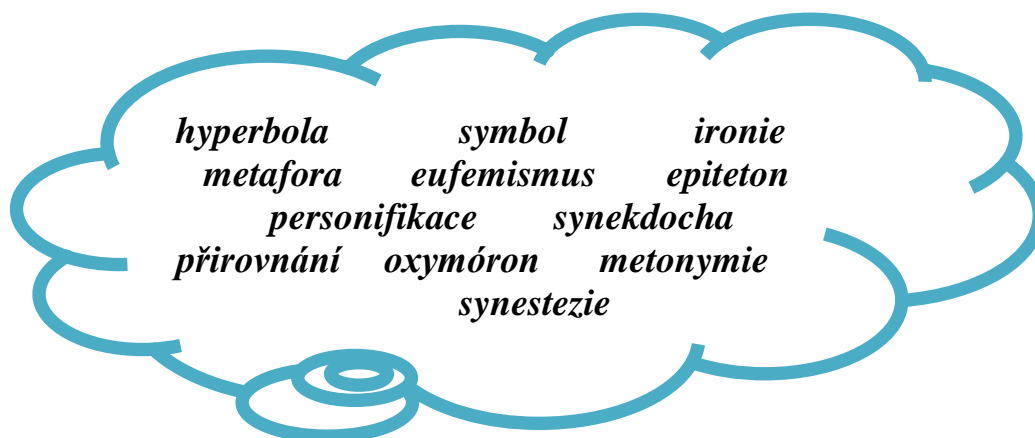 hyperbola symbol ironie
metafora eufemismus epiteton
personifikace synekdocha
přirovnání oxymóron metonymie
synestezie